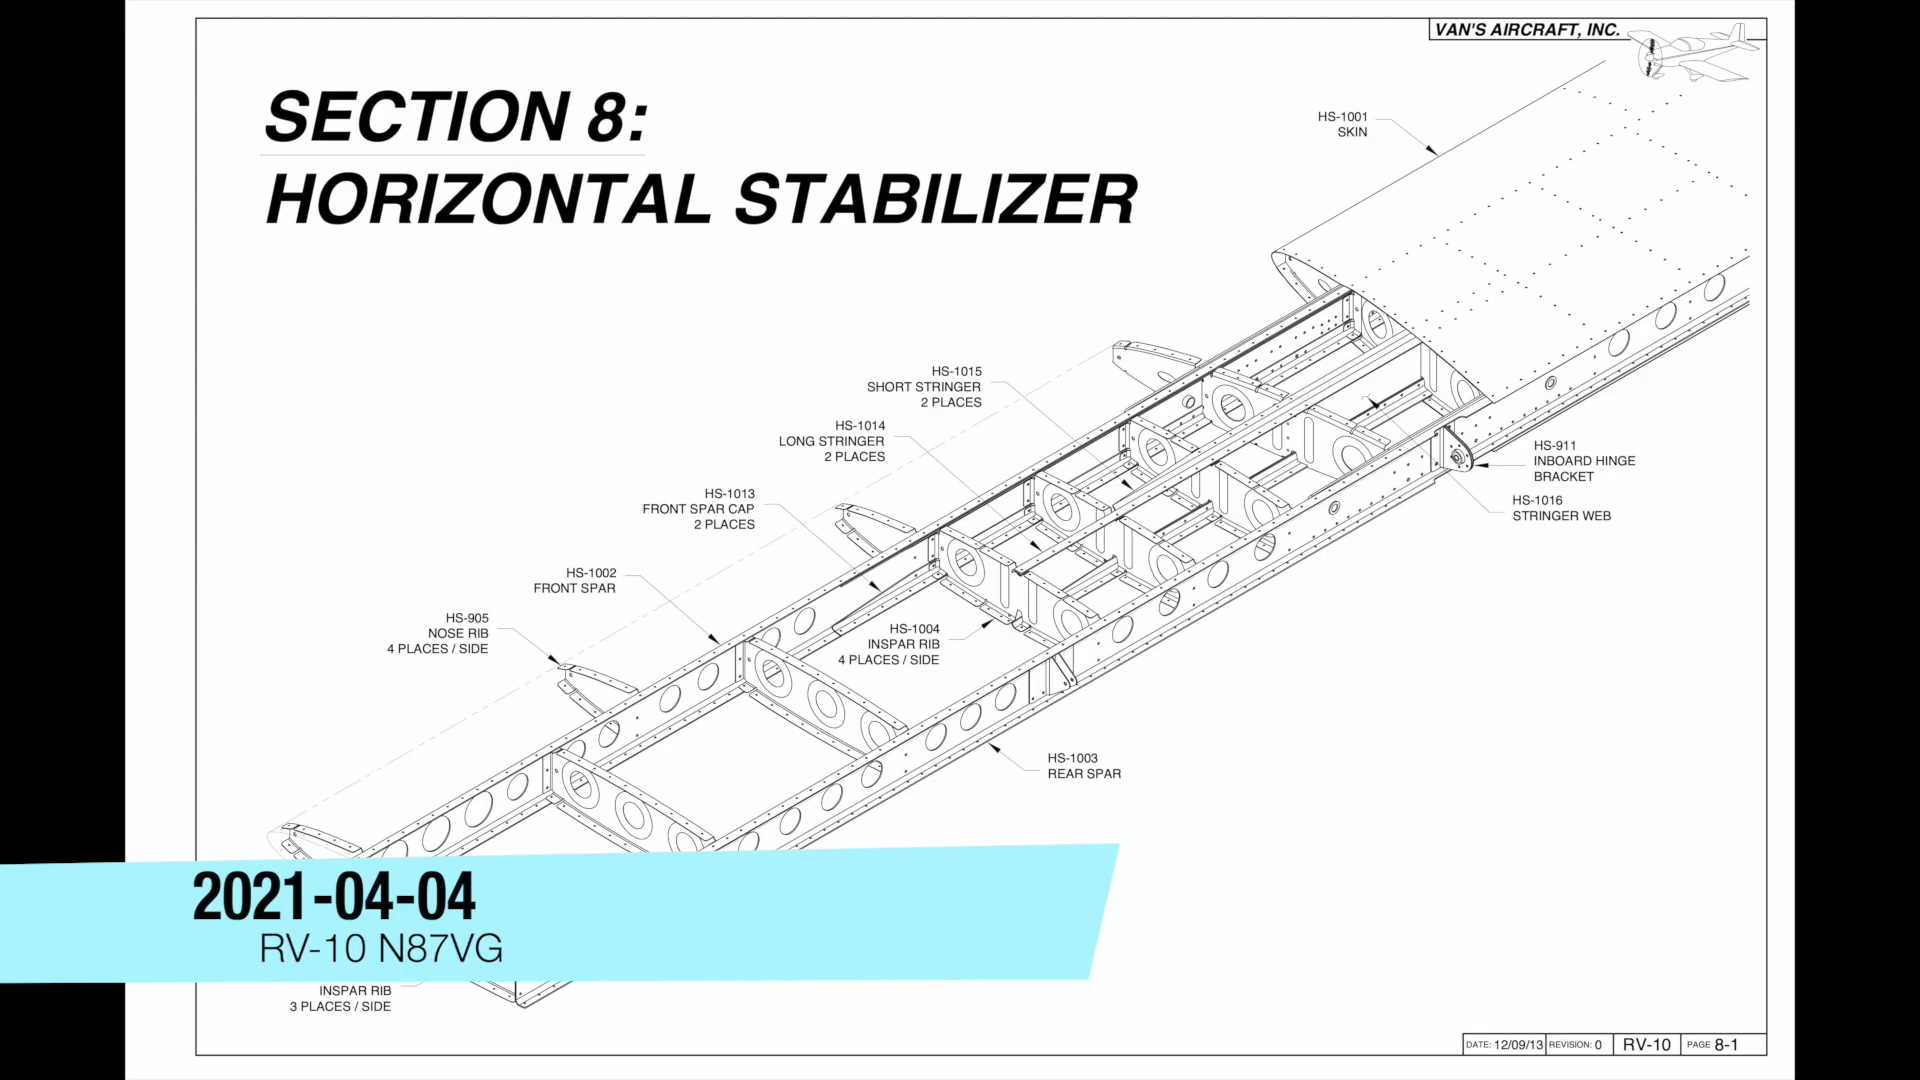 VAN'S AIRCRAFT, INC.
SECTION 8:
HORIZONTAL STABILIZER
HS-1001
SKIN
HS-1015
SHORT STRINGER
2 PLACES
HS-1014
LONG STRINGER
2 PLACES
HS-911
INBOARD HINGE
BRACKET
HS-1016
STRINGER WEB
HS-1013
FRONT SPAR CAP
2 PLACES
HS-1002
FRONT SPAR
HS-905
NOSE RIB
4 PLACES / SIDE
HS-1004
INSPAR RIB
4 PLACES / SIDE
HS-1003
REAR SPAR
2021-04-04
RV-10 N87VG
INSPAR RIB
3 PLACES / SIDE
DATE: 12/09/13 REVISION: 0 RV-10 PAGE 8-1